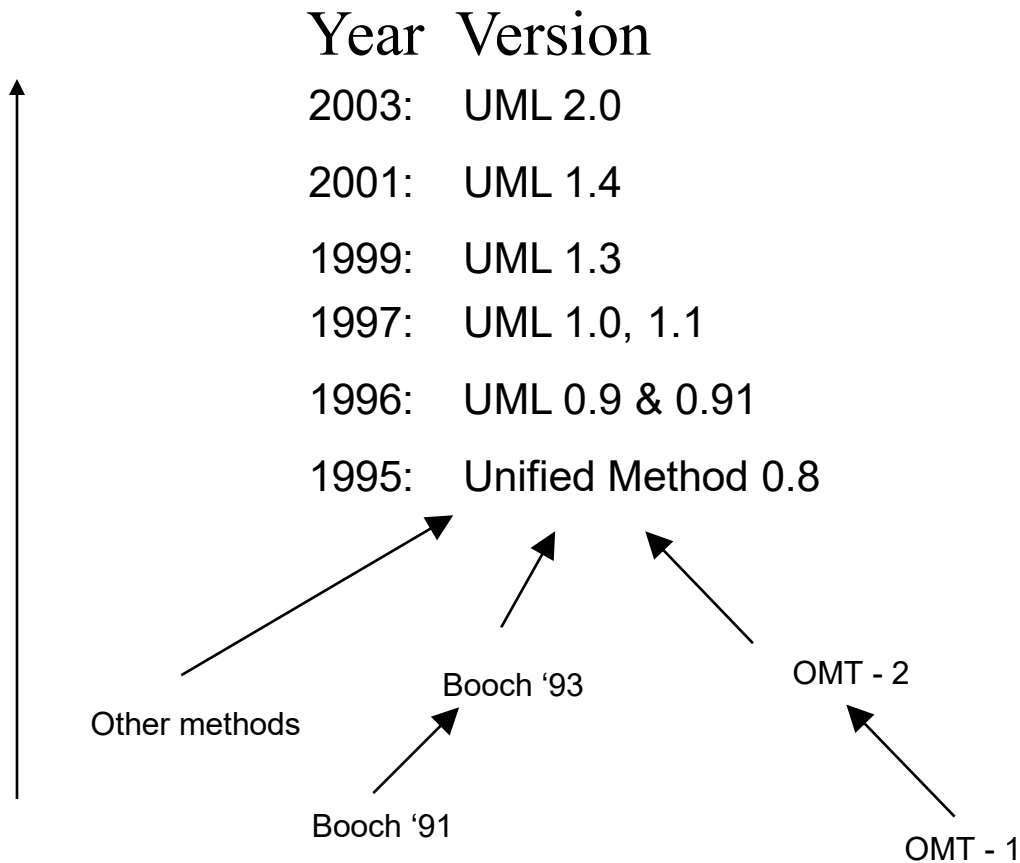 Year Version
2003: UML 2.0
2001: UML 1.4
1999: UML 1.3
1997: UML 1.0, 1.1
1996: UML 0.9 & 0.91
1995: Unified Method 0.8
OMT - 2
Booch ‘93
Other methods
Booch ‘91
OMT - 1